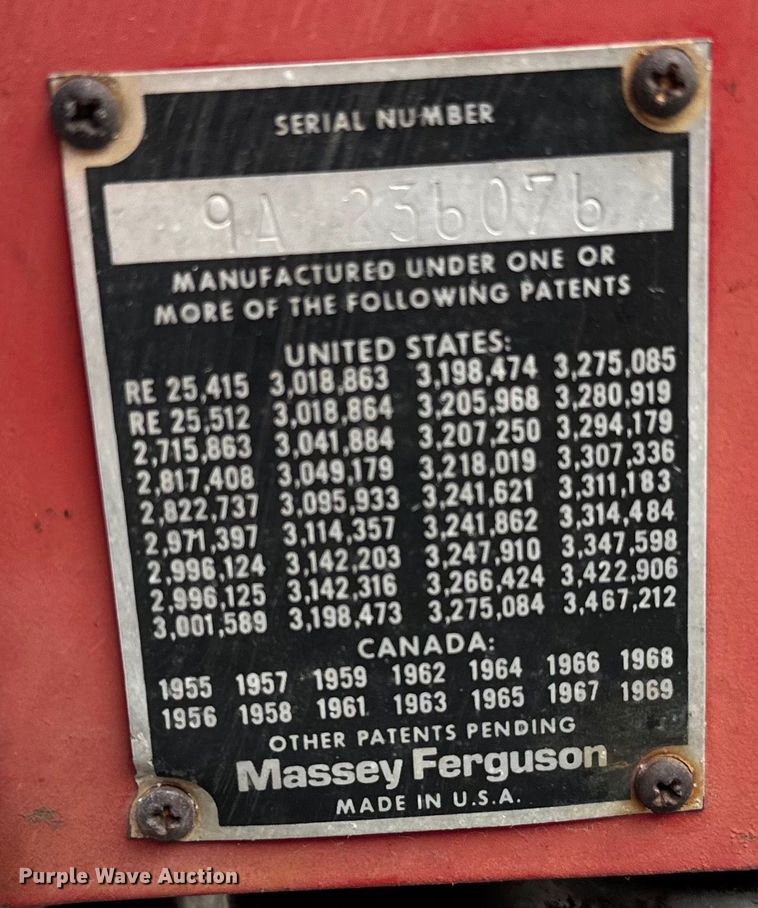 SERIAL NUMBER
9A 236076
MANUFACTURED UNDER ONE OR
MORE OF THE FOLLOWING PATENTS
UNITED STATES:
RE 25,415 3,018,863 3,198,474 3,275,085
RE 25,512 3,018,864 3,205,968 3,280,919
2,715,863 3,041,884 3,207,250 3,294,179
2,817,408 3,049,179 3,218,019 3,307,336
2,822,737 3,095,933 3,241,621 3,311,183
2,971,397 3,114,357 3,241,862 3,314,484
2,996,124 3,142,203 3,247,910 3,347,598
2,996,125 3,142,316 3,266,424 3,422,906
3,001,589 3,198,473 3,275,084 3,467,212
CANADA:
1955 1957 1959 1962 1964 1966 1968
1956 1958 1961 1963 1965 1967 1969
OTHER PATENTS PENDING
Massey Ferguson
MADE IN U.S.A.
Purple Wave Auction